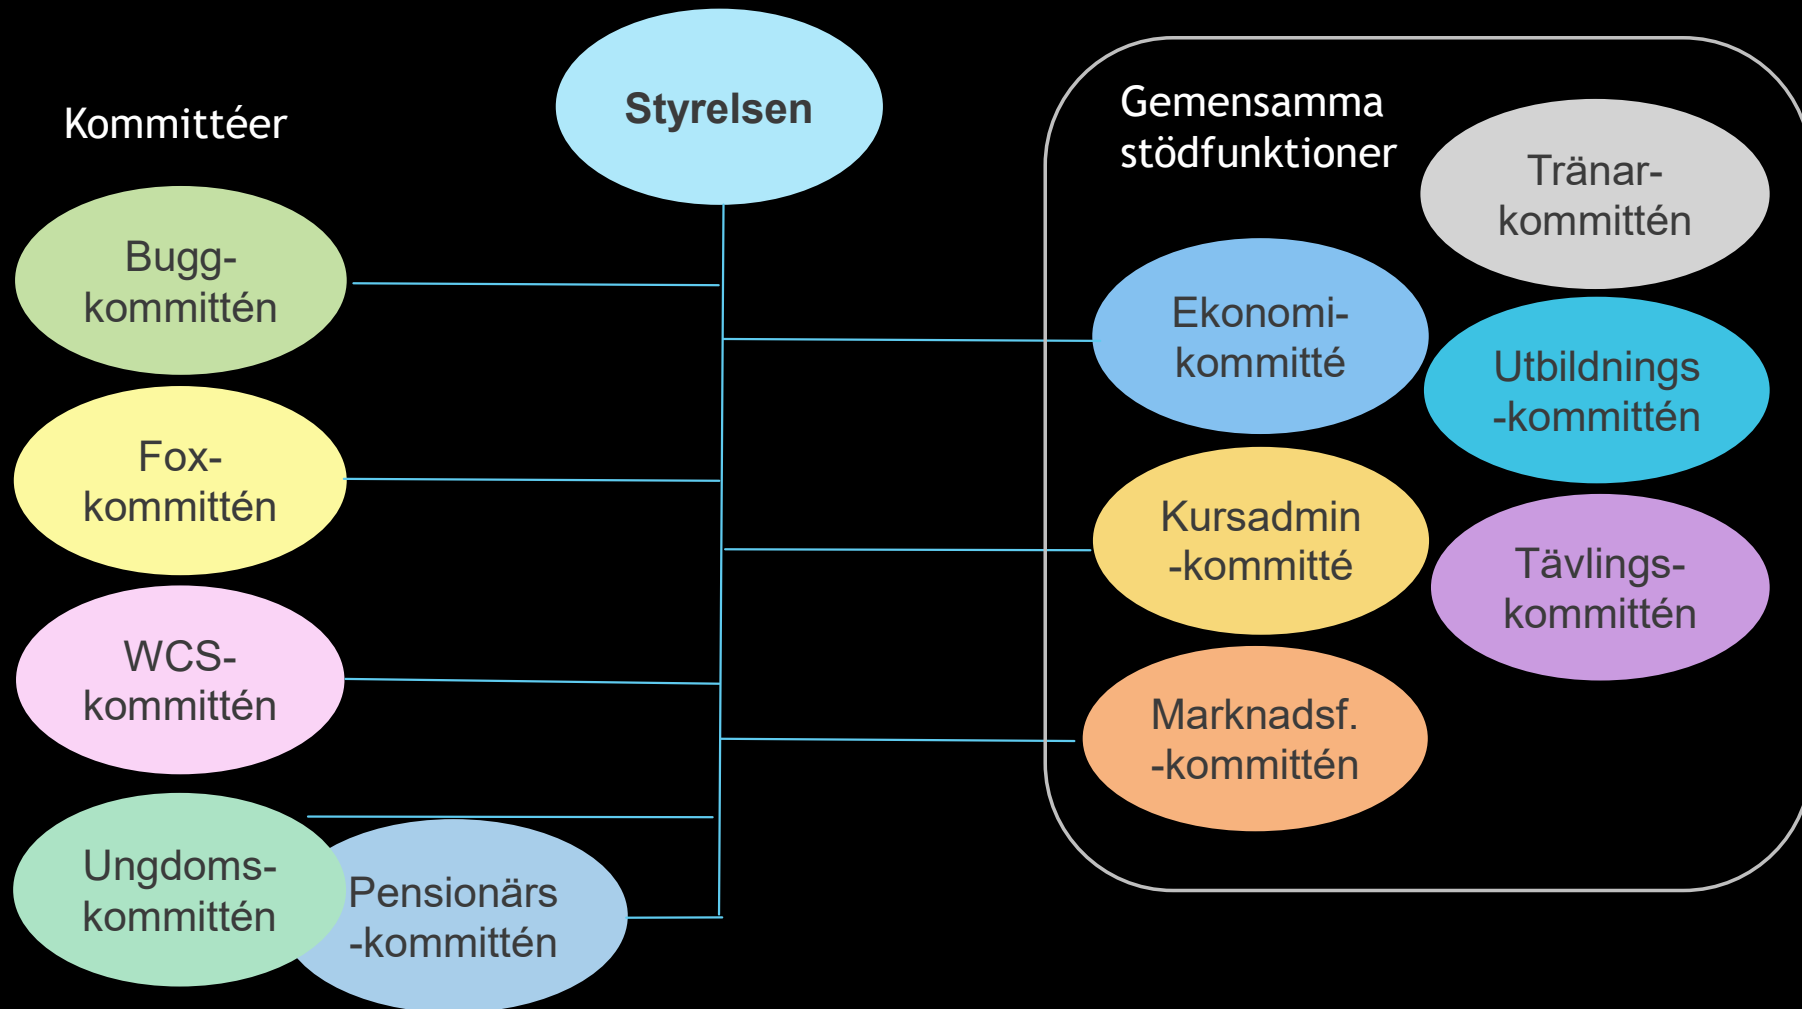 Styrelsen
Kommittéer
Bugg-
kommittén
Fox-
kommittén
WCS-
kommittén
Ungdoms-
kommittén
Pensionärs
-kommittén
Gemensamma
stödfunktioner
Tränar-
kommittén
Ekonomi-
kommitté
Utbildnings
-kommittén
Kursadmin
-kommitté
Tävlings-
kommittén
Marknadsf.
-kommittén